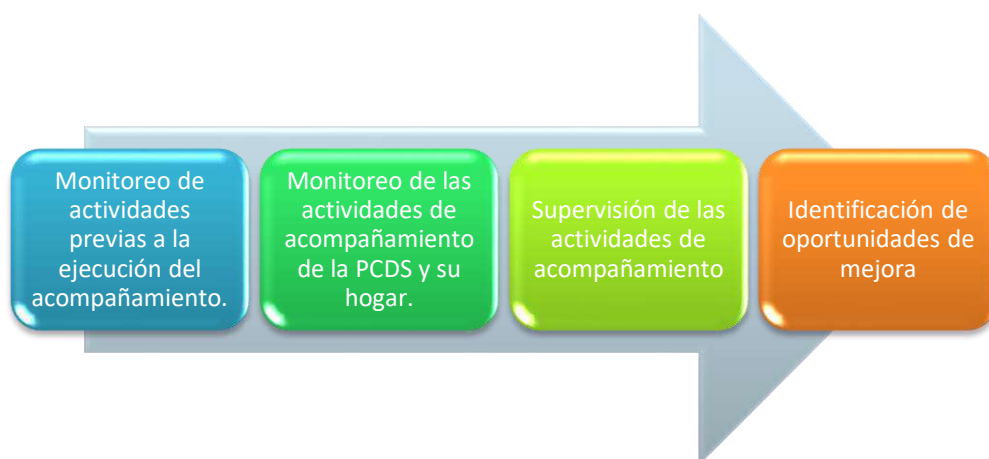 Monitoreo de
actividades
previas a la
ejecución del
acompañamiento.
Monitoreo de las
actividades de
acompañamiento
de la PCDS y su
hogar.
Supervisión de las
actividades de
acompañamiento
Identificación de
oportunidades de
mejora